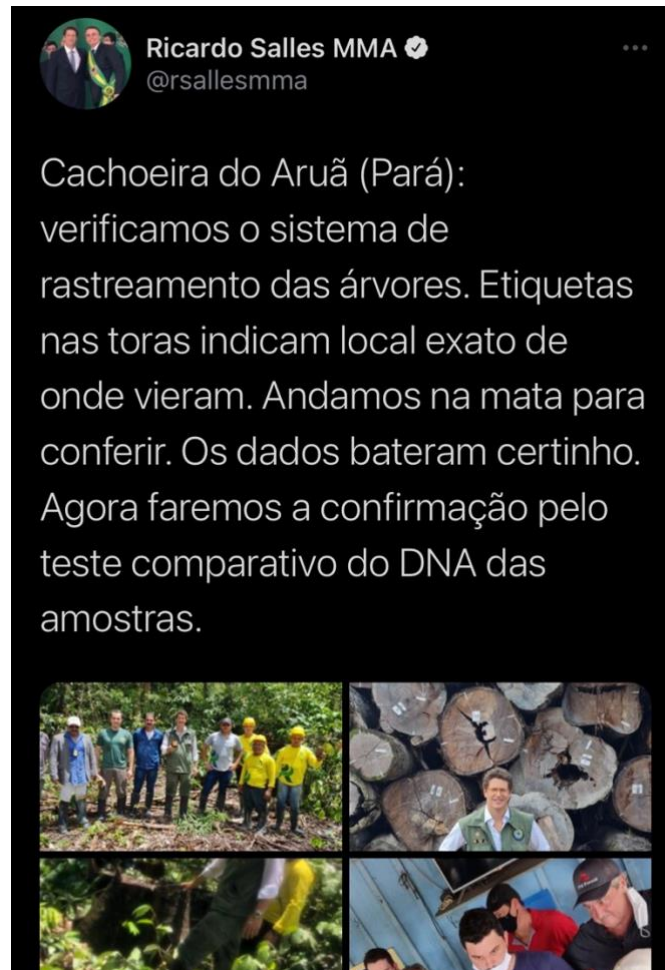 Ricardo Salles MMA
@rsallesmma
Cachoeira do Aruã (Pará):
verificamos o sistema de
rastreamento das árvores. Etiquetas
nas toras indicam local exato de
onde vieram. Andamos na mata para
conferir. Os dados bateram certinho.
Agora faremos a confirmação pelo
teste comparativo do DNA das
amostras.